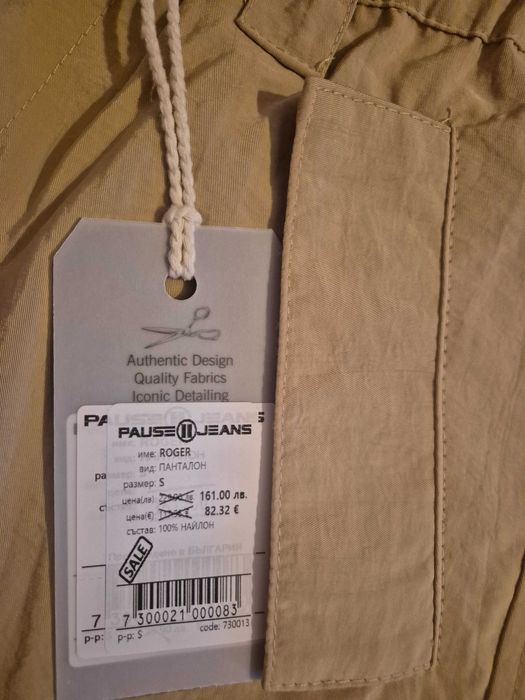 Authentic Design
Quality Fabrics
Iconic Detailing
PAUSE JEANS
име: ROGER
вид: ПАНТАЛОН
размер: S
цена(лв) 161.00 лв.
цена(€) 82.32 €
състав: 100% НАЙЛОН
в БЪЛГАРИЯ
SALE
7 300021 000083
р-р: S code: 730013